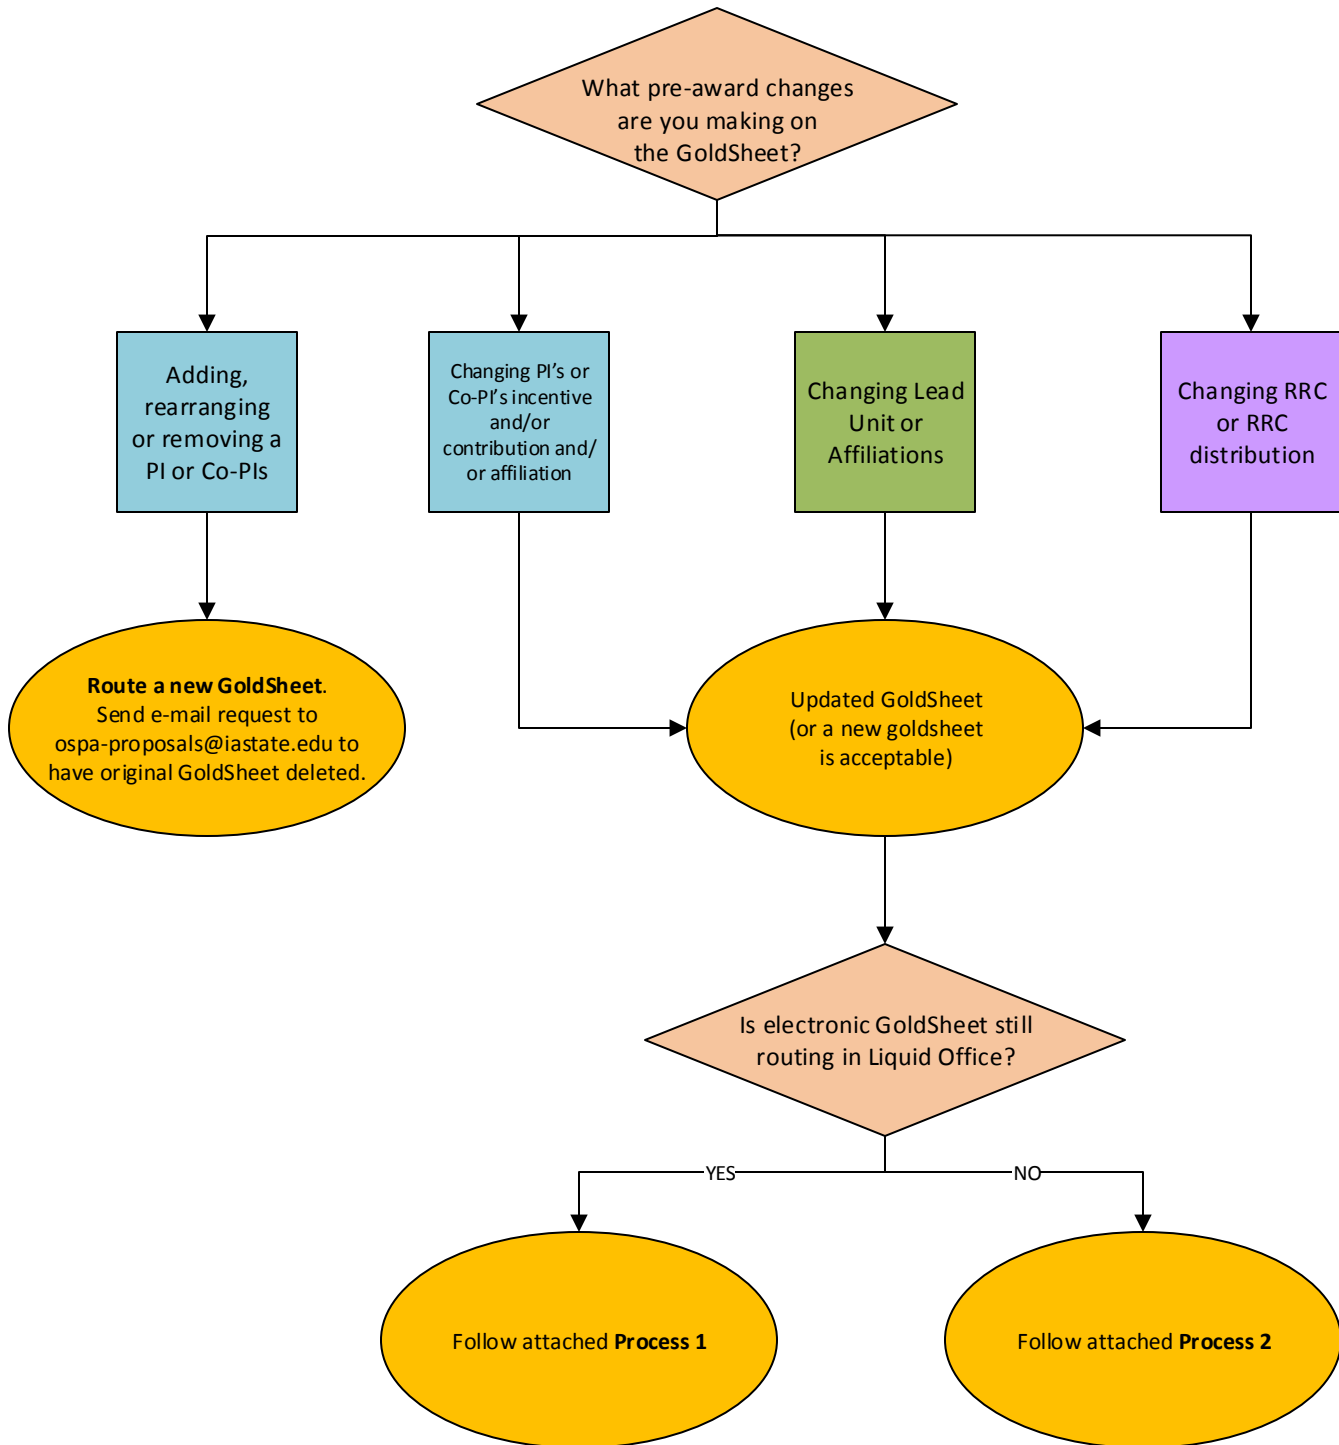 What pre-award changes
are you making on
the GoldSheet?
Adding,
rearranging
or removing a
PI or Co-PIs
Changing PI’s or
Co-PI’s incentive
and/or
contribution and/
or affiliation
Changing Lead
Unit or
Affiliations
Changing RRC
or RRC
distribution
Route a new GoldSheet.
Send e-mail request to
ospa-proposals@iastate.edu to
have original GoldSheet deleted.
Updated GoldSheet
(or a new goldsheet
is acceptable)
Is electronic GoldSheet still
routing in Liquid Office?
YES
NO
Follow attached Process 1
Follow attached Process 2